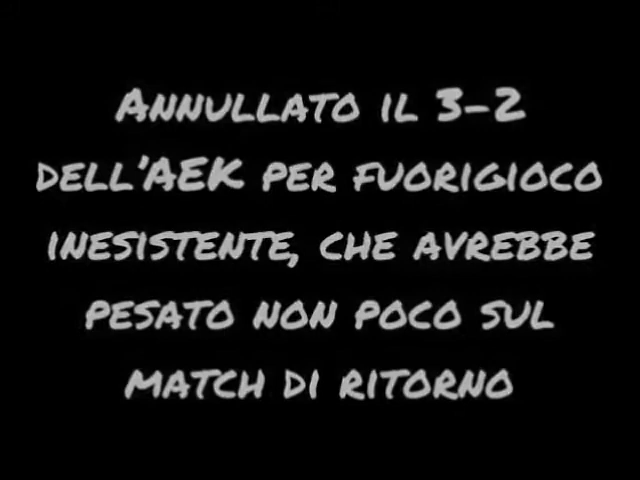 Annullato il 3-2
dell'AEK per fuorigioco
inesistente, che avrebbe
pesato non poco sul
match di ritorno